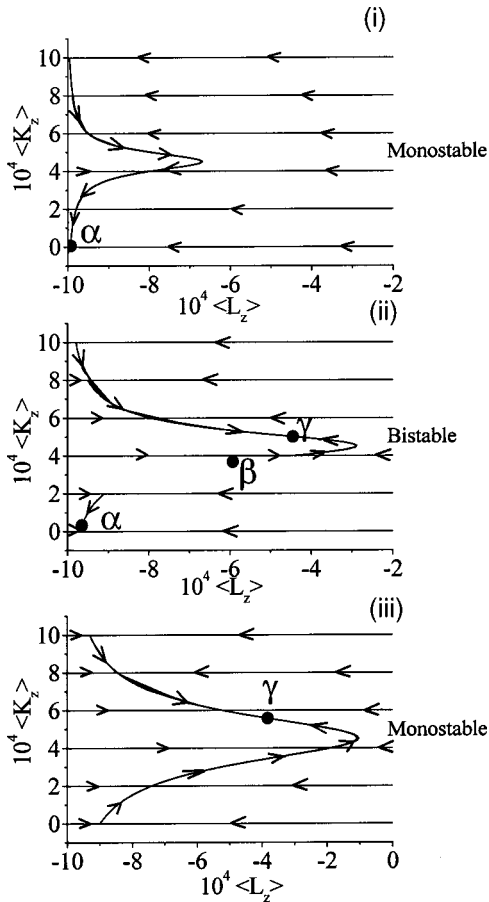 (i)
10
8
6
4
2
0
10⁴ <K_z>
Monostable
α
-10 -8 -6 -4 -2
10⁴ <L_z>
(ii)
10
8
6
4
2
0
10⁴ <K_z>
γ
Bistable
β
α
-10 -8 -6 -4 -2
10⁴ <L_z>
(iii)
10
8
6
4
2
0
10⁴ <K_z>
γ
Monostable
-10 -8 -6 -4 -2 0
10⁴ <L_z>